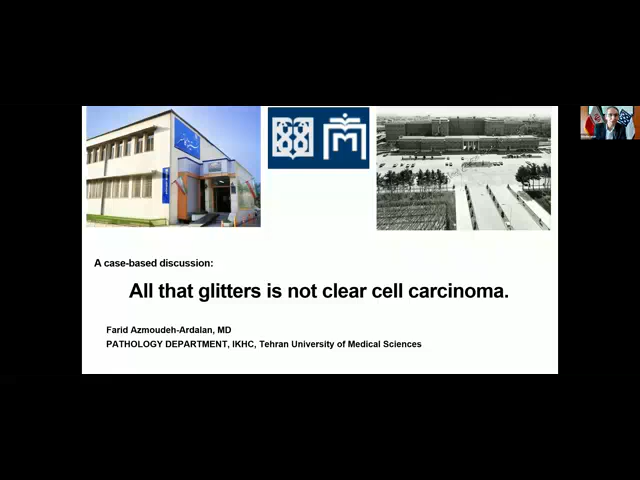 A case-based discussion:
All that glitters is not clear cell carcinoma.
Farid Azmoudeh-Ardalan, MD
PATHOLOGY DEPARTMENT, IKHC, Tehran University of Medical Sciences